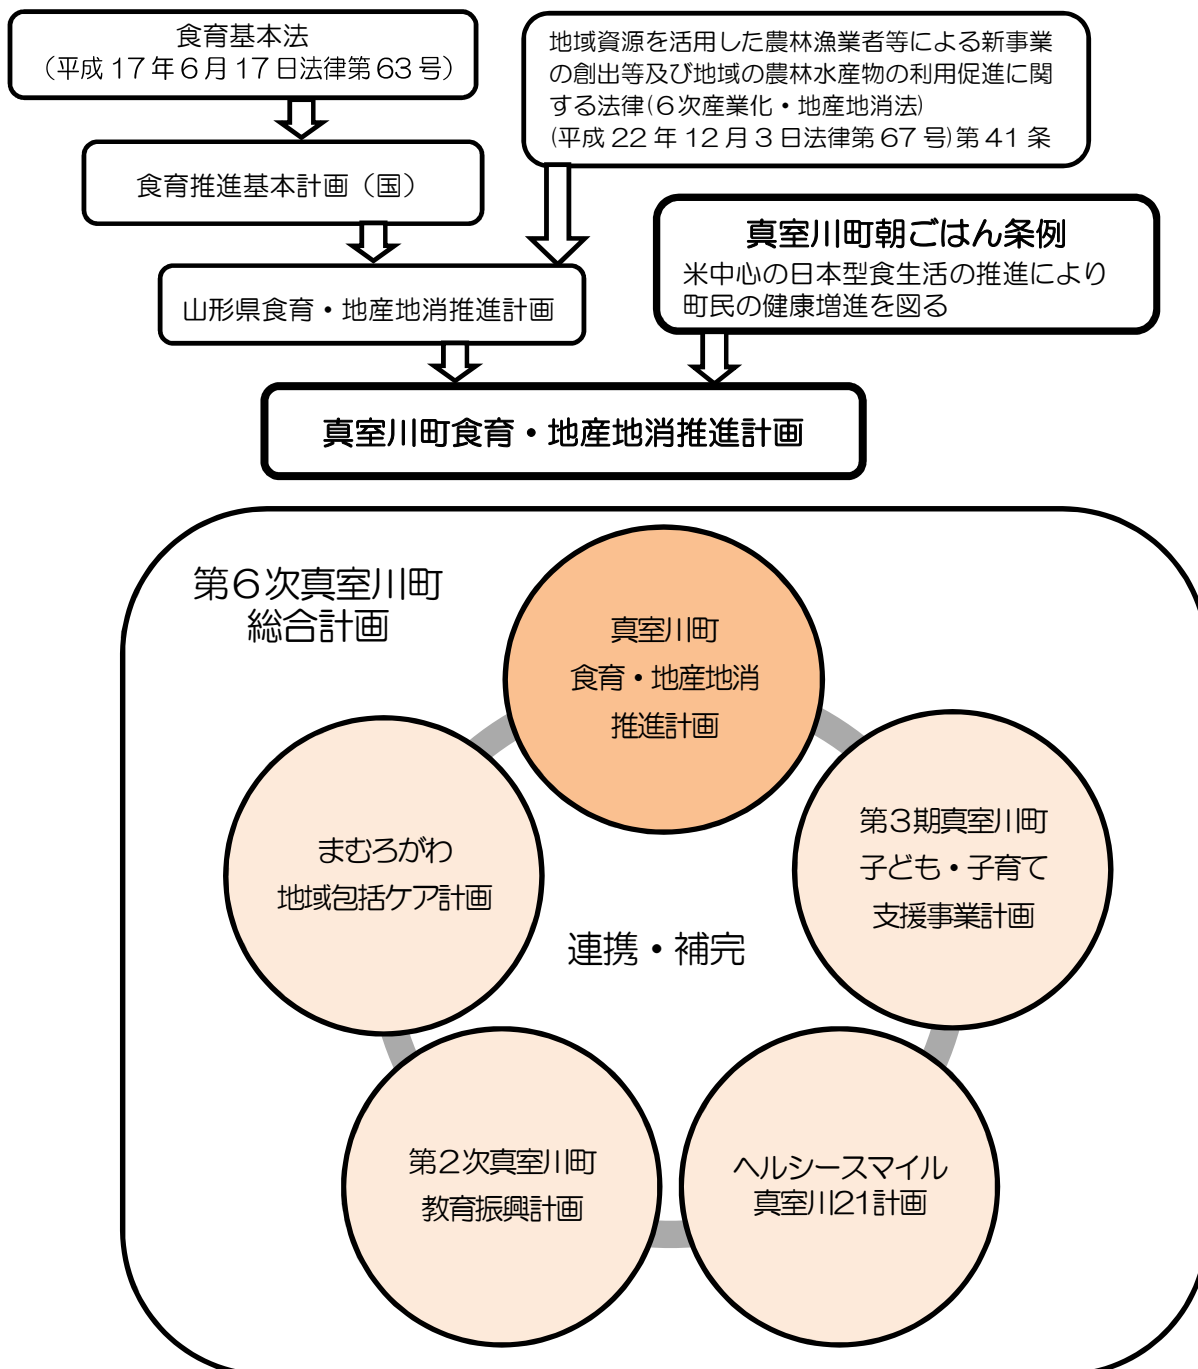 食育基本法
（平成17年6月17日法律第63号）
地域資源を活用した農林漁業者等による新事業
の創出等及び地域の農林水産物の利用促進に関
する法律(６次産業化・地産地消法)
(平成22年12月3日法律第67号)第41条
食育推進基本計画（国）
真室川町朝ごはん条例
米中心の日本型食生活の推進により
町民の健康増進を図る
山形県食育・地産地消推進計画
真室川町食育・地産地消推進計画
第６次真室川町
総合計画
真室川町
食育・地産地消
推進計画
まむろがわ
地域包括ケア計画
第３期真室川町
子ども・子育て
支援事業計画
連携・補完
第２次真室川町
教育振興計画
ヘルシースマイル
真室川21計画